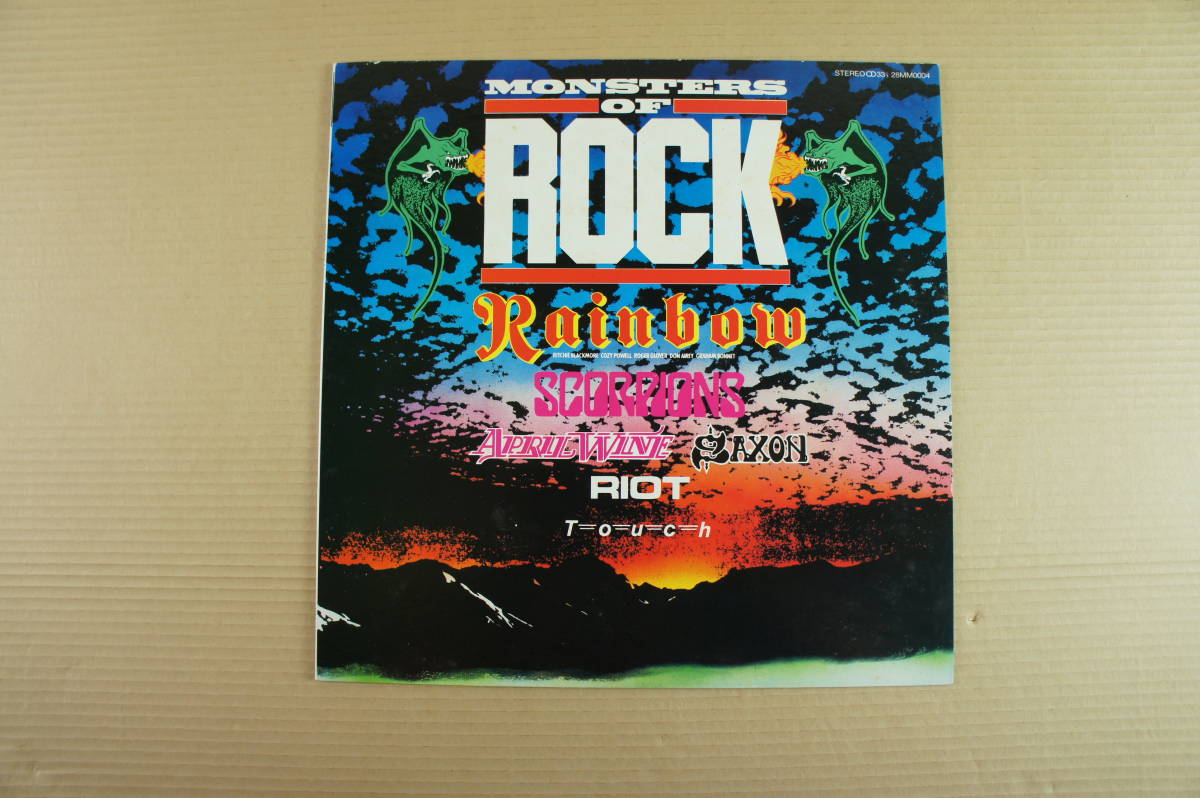 STEREO 33⅓ 28MM0004
MONSTERS
OF
ROCK
Rainbow
RITCHIE BLACKMORE COZY POWELL ROGER GLOVER DON AIREY GRAHAM BONNET
SCORPIONS
APRIL WINE SAXON
RIOT
T=o=u=c=h